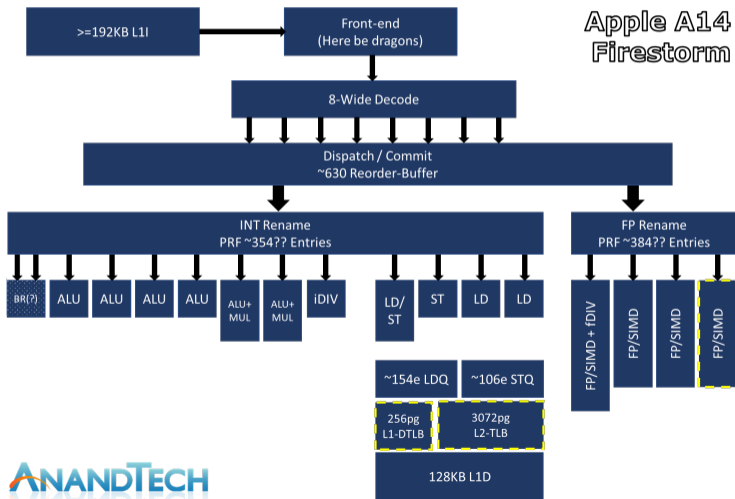 Apple A14
Firestorm
>=192KB L1I
Front-end
(Here be dragons)
8-Wide Decode
Dispatch / Commit
~630 Reorder-Buffer
INT Rename
PRF ~354?? Entries
FP Rename
PRF ~384?? Entries
BR(?)
ALU
ALU
ALU
ALU
ALU+
MUL
ALU+
MUL
iDIV
LD/
ST
ST
LD
LD
FP/SIMD + fDIV
FP/SIMD
FP/SIMD
FP/SIMD
~154e LDQ
~106e STQ
256pg
L1-DTLB
3072pg
L2-TLB
128KB L1D
ANANDTECH